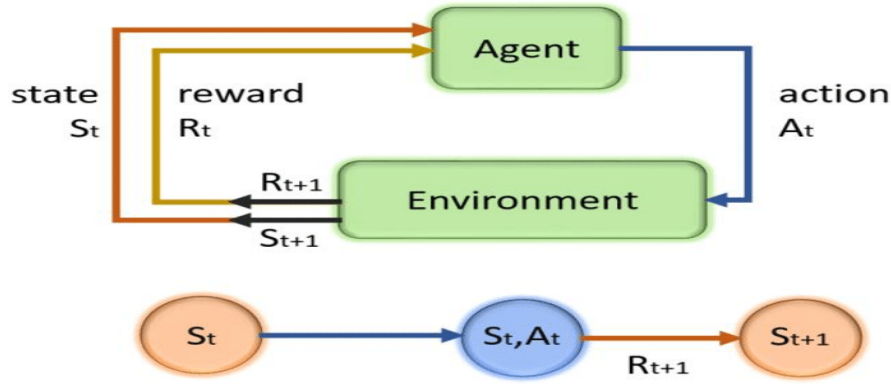 Agent
state
St
reward
Rt
action
At
Rt+1
Environment
St+1
St
St,At
St+1
Rt+1